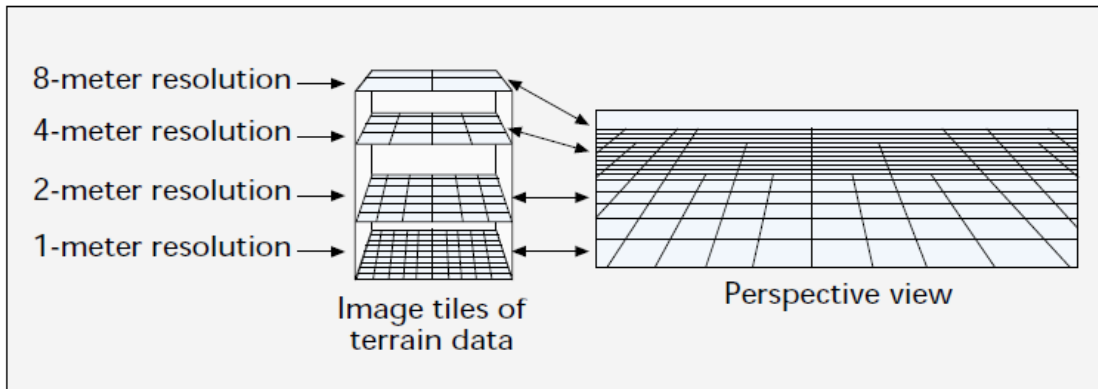 8-meter resolution
4-meter resolution
2-meter resolution
1-meter resolution
Image tiles of
terrain data
Perspective view